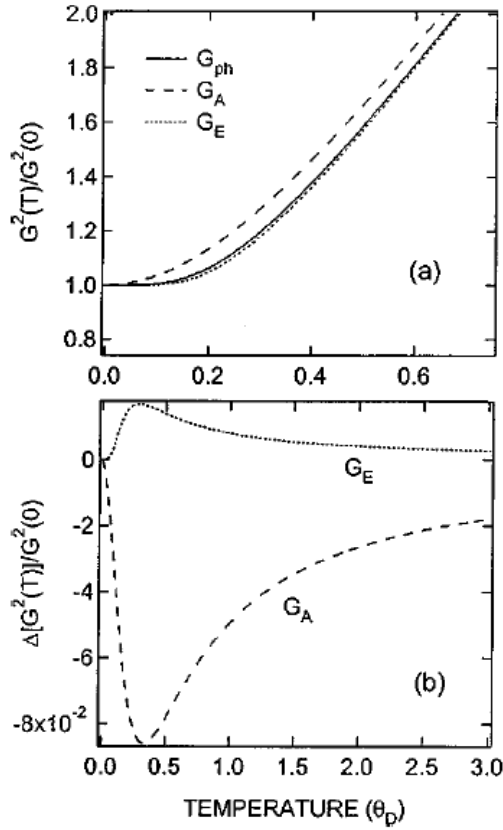 2.0
1.8
1.6
1.4
1.2
1.0
0.8
G²(T)/G²(0)
G_ph
G_A
G_E
(a)
0.0 0.2 0.4 0.6
0
-2
-4
-6
-8x10⁻²
Δ[G²(T)]/G²(0)
G_E
G_A
(b)
0.0 0.5 1.0 1.5 2.0 2.5 3.0
TEMPERATURE (θ_D)